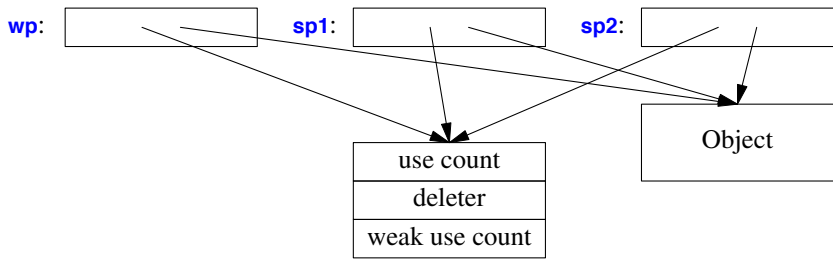 wp:
sp1:
sp2:
Object
use count
deleter
weak use count